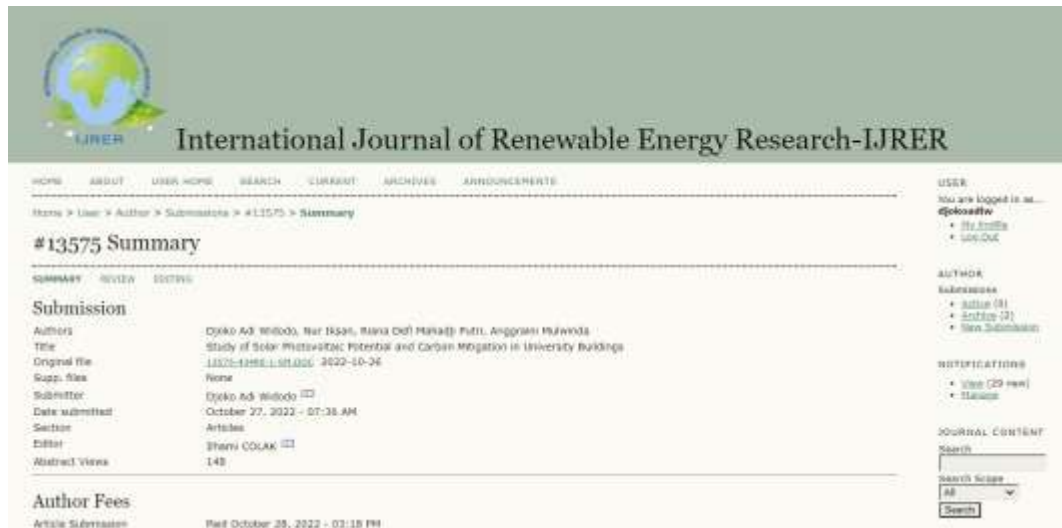 IJRER
International Journal of Renewable Energy Research-IJRER
HOME ABOUT USER HOME SEARCH CURRENT ARCHIVES ANNOUNCEMENTS
Home > User > Author > Submissions > #13575 > Summary
#13575 Summary
SUMMARY REVIEW EDITING
Submission
Authors Djoko Adi Widodo, Nur Iksan, Riana Defi Mahadji Putri, Anggraini Mulwinda
Title Study of Solar Photovoltaic Potential and Carbon Mitigation in University Buildings
Original file 2022-10-26
Supp. files None
Submitter Djoko Adi Widodo
Date submitted October 27, 2022 - 07:36 AM
Section Articles
Editor Ilhami COLAK
Abstract Views 148
Author Fees
Article Submission Paid October 28, 2022 - 03:18 PM
USER
You are logged in as...
djokoadiw
My Profile
Log Out
AUTHOR
Submissions
Active (0)
Archive (2)
New Submission
NOTIFICATIONS
View (29 new)
Manage
JOURNAL CONTENT
Search
Search Scope
All
Search